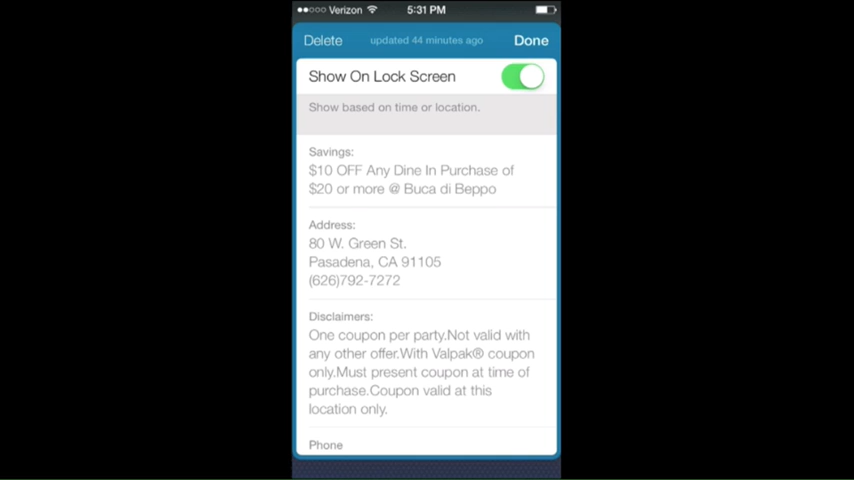 Verizon 5:31 PM
Delete updated 44 minutes ago Done
Show On Lock Screen
Show based on time or location.
Savings:
$10 OFF Any Dine In Purchase of
$20 or more @ Buca di Beppo
Address:
80 W. Green St.
Pasadena, CA 91105
(626)792-7272
Disclaimers:
One coupon per party.Not valid with
any other offer.With Valpak® coupon
only.Must present coupon at time of
purchase.Coupon valid at this
location only.
Phone